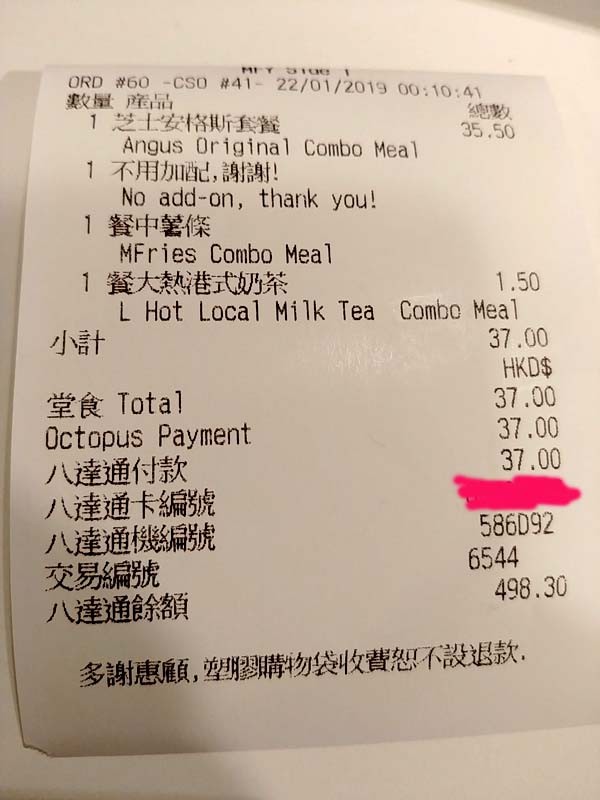 MFY Side 1
ORD #60 -CSO #41- 22/01/2019 00:10:41
數量 產品 總數
1 芝士安格斯套餐 35.50
Angus Original Combo Meal
1 不用加配,謝謝!
No add-on, thank you!
1 餐中薯條
MFries Combo Meal
1 餐大熱港式奶茶 1.50
L Hot Local Milk Tea Combo Meal
小計 37.00
HKD$
堂食 Total 37.00
Octopus Payment 37.00
八達通付款 37.00
八達通卡編號
八達通機編號 586D92
交易編號 6544
八達通餘額 498.30
多謝惠顧,塑膠購物袋收費恕不設退款.